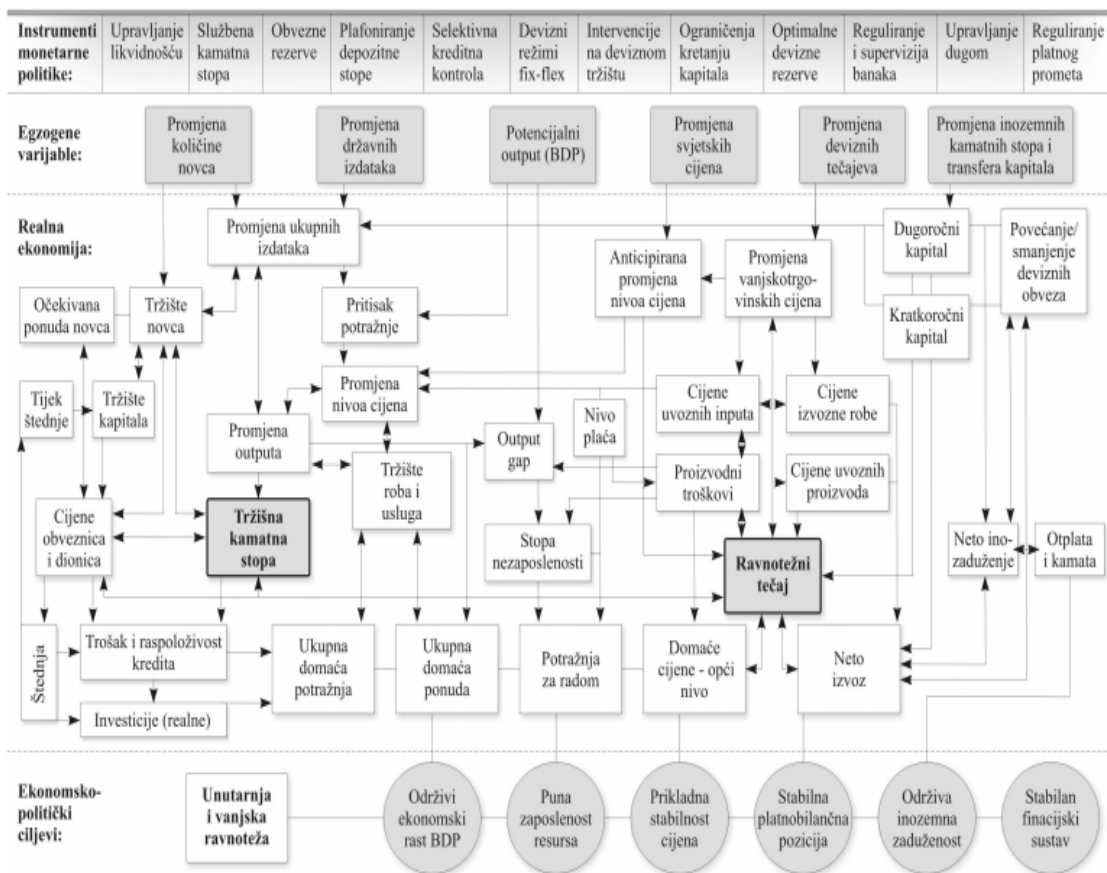 Instrumenti
monetarne
politike:
Upravljanje
likvidnošću
Službena
kamatna
stopa
Obvezne
rezerve
Plafoniranje
depozitne
stope
Selektivna
kreditna
kontrola
Devizni
režimi
fix-flex
Intervencije
na deviznom
tržištu
Ograničenja
kretanju
kapitala
Optimalne
devizne
rezerve
Reguliranje
i supervizija
banaka
Upravljanje
dugom
Reguliranje
platnog
prometa
Egzogene
varijable:
Promjena
količine
novca
Promjena
državnih
izdataka
Potencijalni
output (BDP)
Promjena
svjetskih
cijena
Promjena
deviznih
tečajeva
Promjena inozemnih
kamatnih stopa i
transfera kapitala
Realna
ekonomija:
Promjena ukupnih
izdataka
Anticipirana
promjena
nivoa cijena
Promjena
vanjskotrgo-
vinskih cijena
Dugoročni
kapital
Povećanje/
smanjenje
deviznih
obveza
Očekivana
ponuda novca
Tržište
novca
Pritisak
potražnje
Kratkoročni
kapital
Tijek
štednje
Tržište
kapitala
Promjena
nivoa cijena
Promjena
outputa
Output
gap
Nivo
plaća
Cijene
uvoznih inputa
Cijene
izvozne robe
Tržište
roba i
usluga
Proizvodni
troškovi
Cijene uvoznih
proizvoda
Cijene
obveznica
i dionica
Tržišna
kamatna
stopa
Stopa
nezaposlenosti
Ravnotežni
tečaj
Neto ino-
zaduženje
Otplata
i kamata
Štednja
Trošak i raspoloživost
kredita
Investicije (realne)
Ukupna
domaća
potražnja
Ukupna
domaća
ponuda
Potražnja
za radom
Domaće
cijene - opći
nivo
Neto
izvoz
Ekonomsko-
politički
ciljevi:
Unutarnja
i vanjska
ravnoteža
Održivi
ekonomski
rast BDP
Puna
zaposlenost
resursa
Prikladna
stabilnost
cijena
Stabilna
platnobilančna
pozicija
Održiva
inozemna
zaduženost
Stabilan
finacijski
sustav